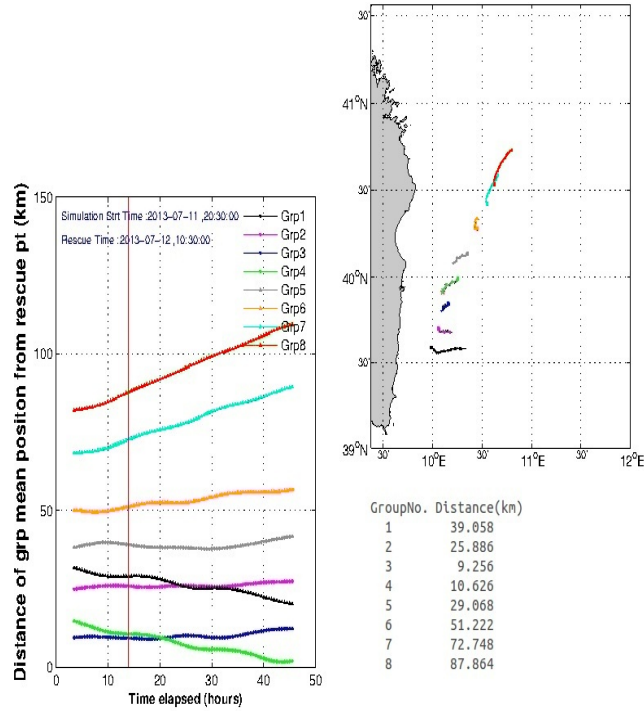 Distance of grp mean positon from rescue pt (km)
150
100
50
0
Simulation Strt Time :2013-07-11 ,20:30:00
Rescue Time :2013-07-12 ,10:30:00
Grp1
Grp2
Grp3
Grp4
Grp5
Grp6
Grp7
Grp8
0 10 20 30 40 50
Time elapsed (hours)
30'
41°N
30'
40°N
30'
39°N
10°E 30' 11°E 30' 12°E
GroupNo. Distance(km)
1 39.058
2 25.886
3 9.256
4 10.626
5 29.068
6 51.222
7 72.748
8 87.864